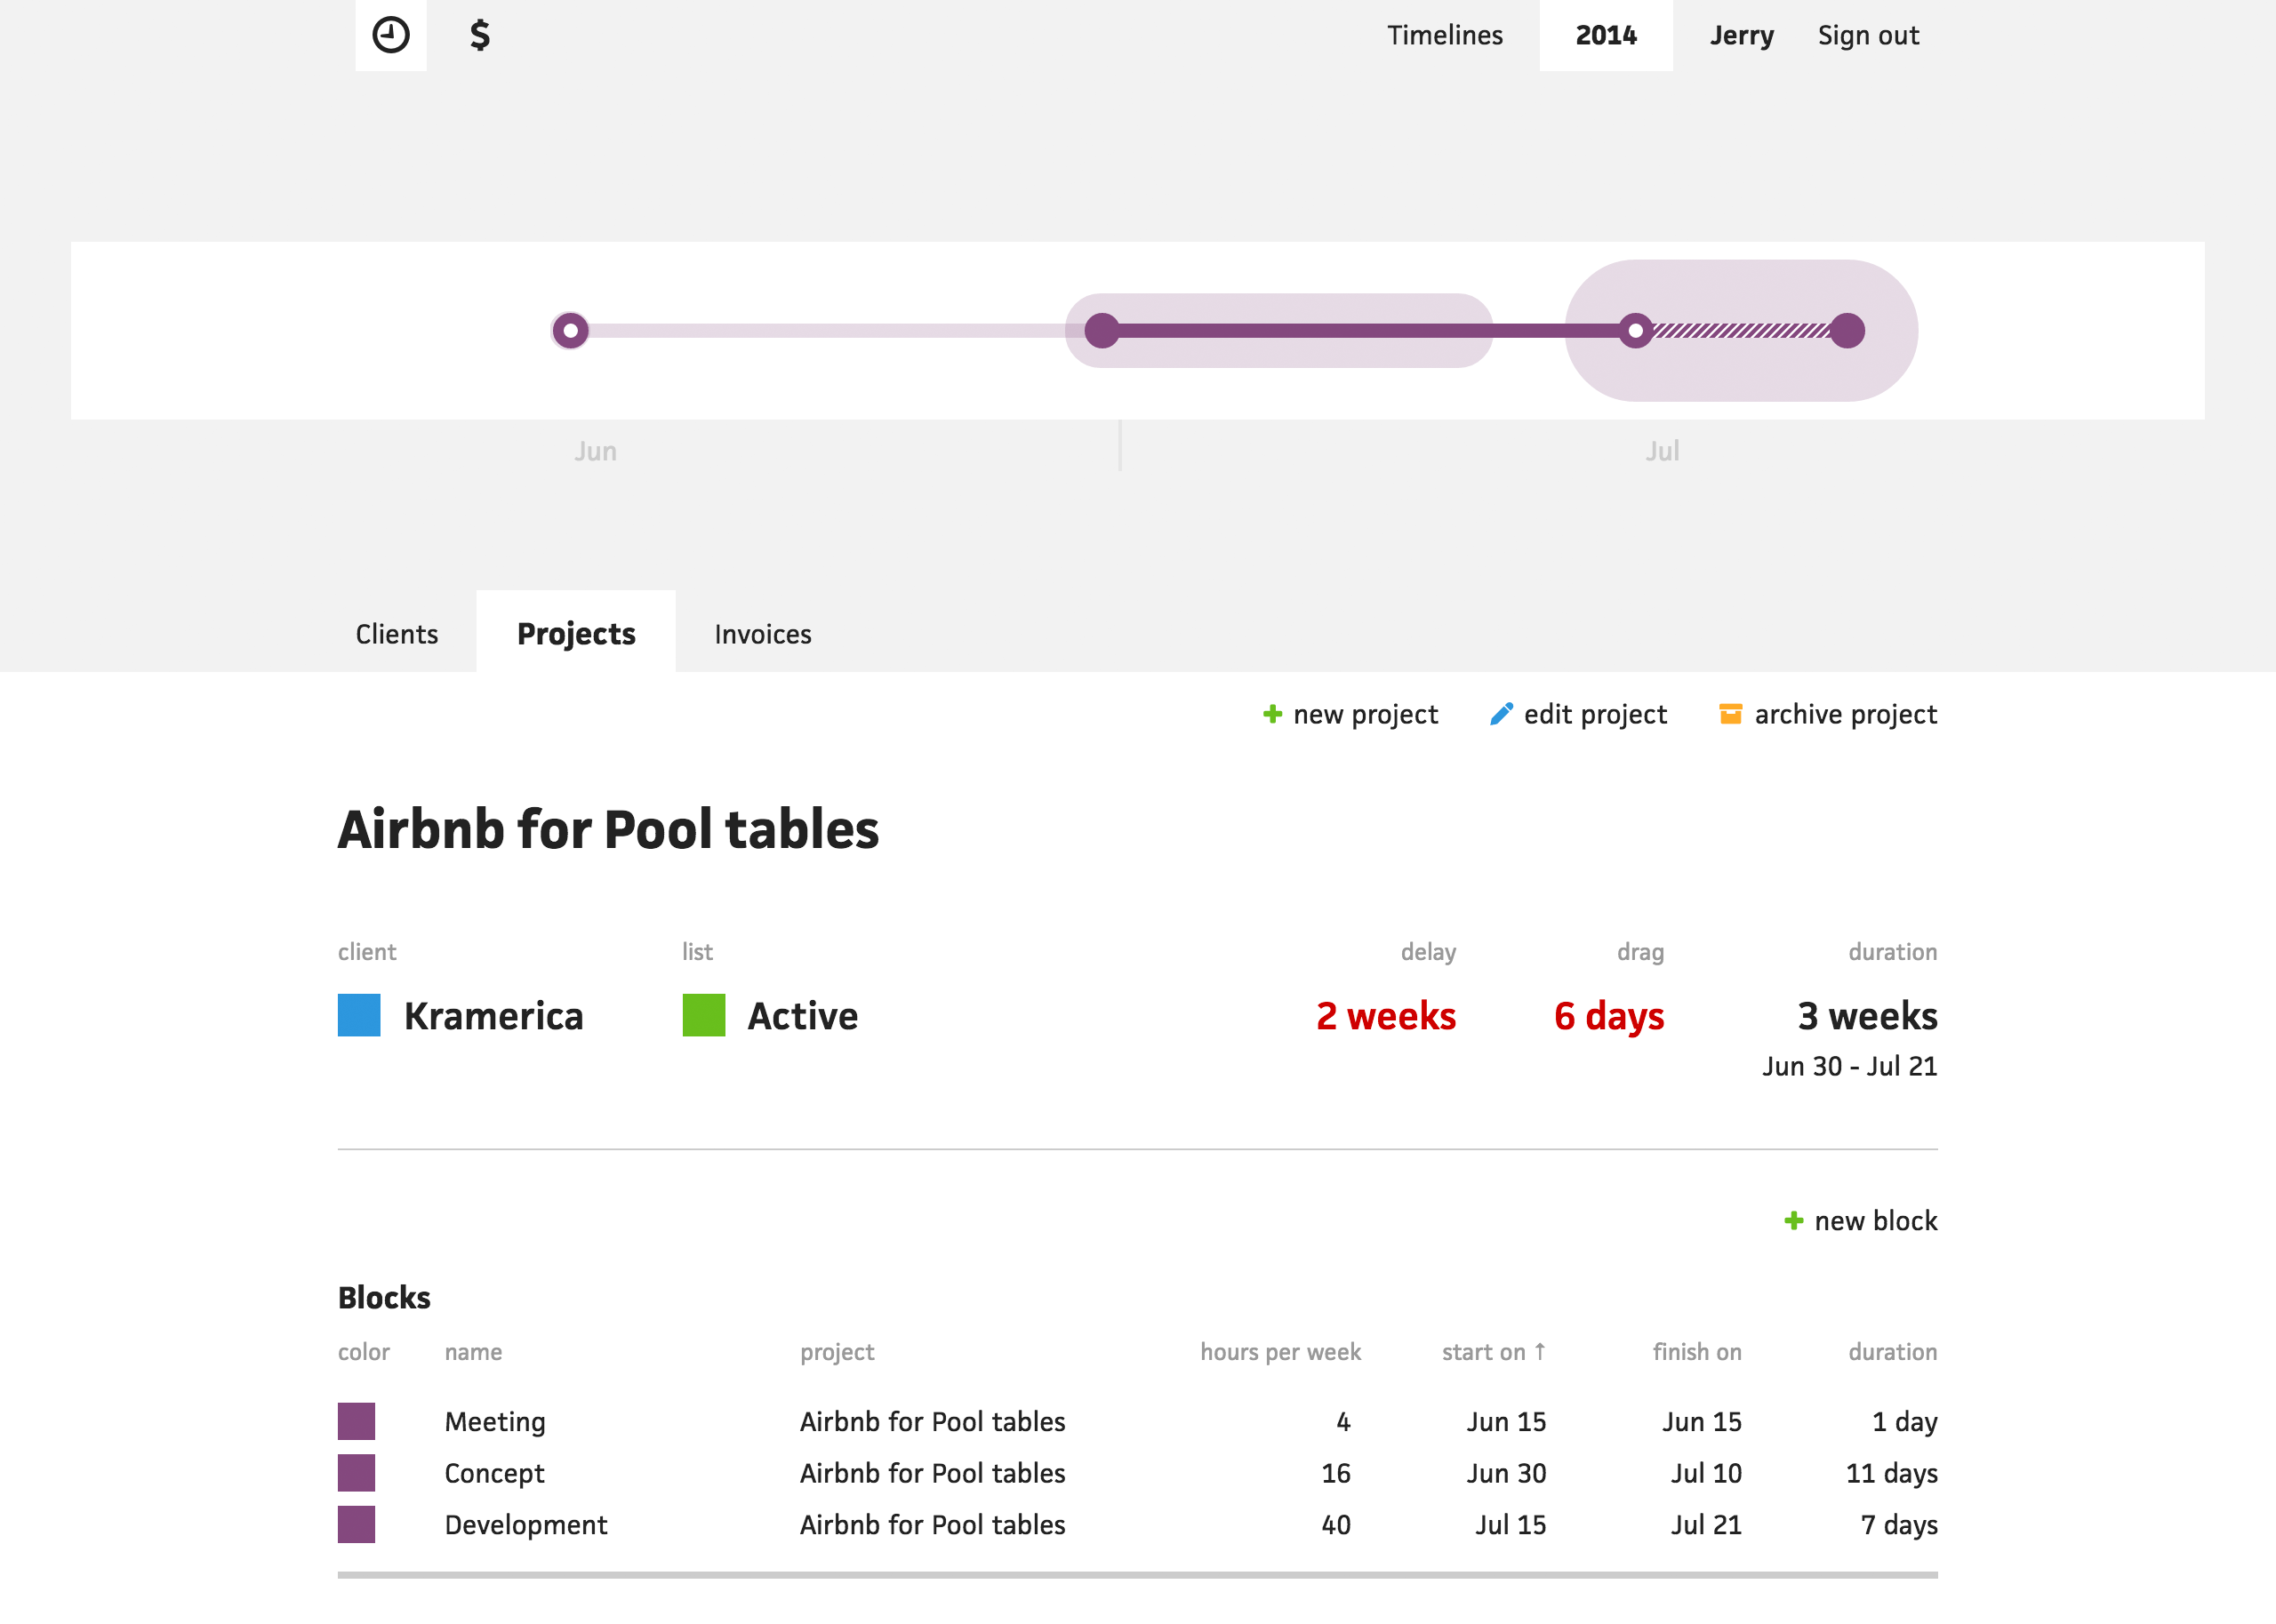 $ Timelines 2014 Jerry Sign out
Jun Jul
Clients Projects Invoices
new project edit project archive project
Airbnb for Pool tables
client list delay drag duration
Kramerica Active 2 weeks 6 days 3 weeks
Jun 30 - Jul 21
new block
Blocks
color name project hours per week start on ↑ finish on duration
Meeting Airbnb for Pool tables 4 Jun 15 Jun 15 1 day
Concept Airbnb for Pool tables 16 Jun 30 Jul 10 11 days
Development Airbnb for Pool tables 40 Jul 15 Jul 21 7 days